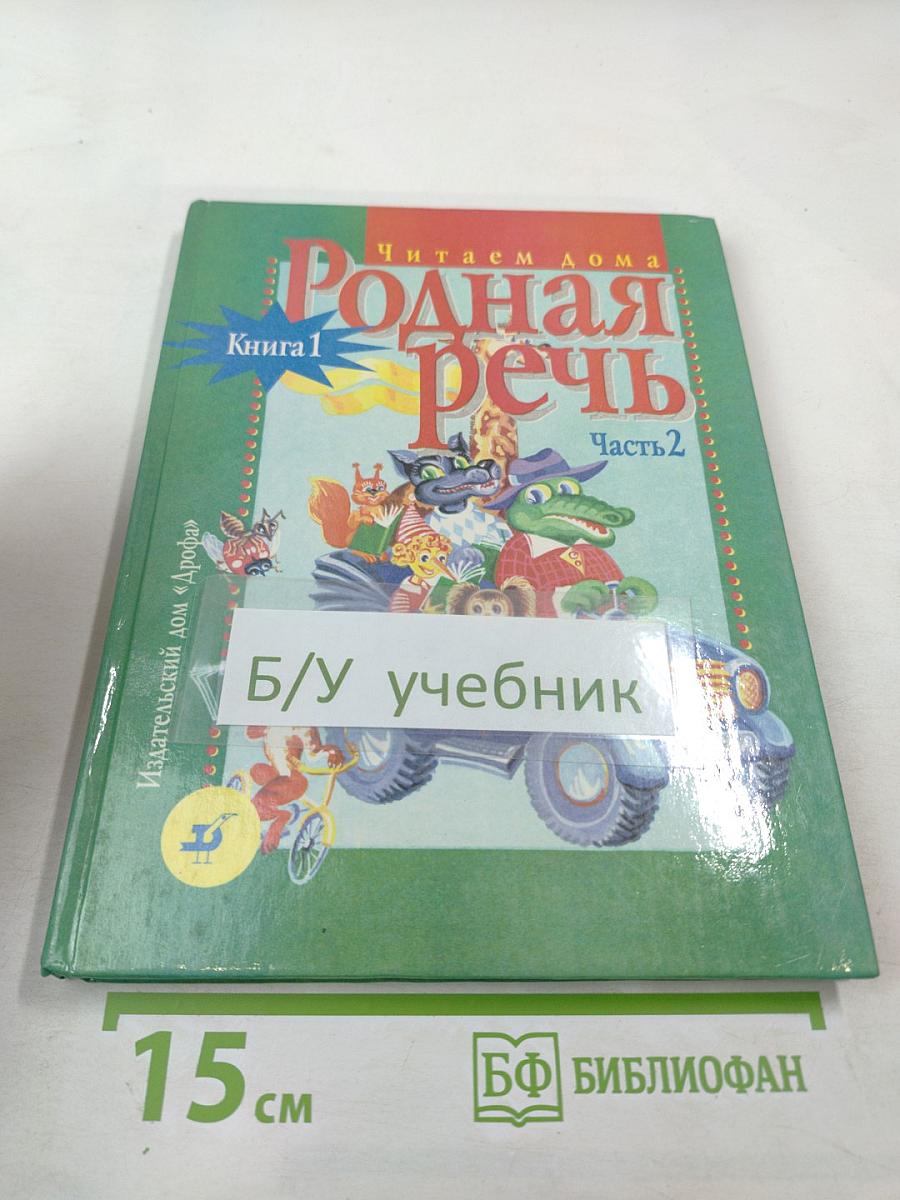 Читаем дома
Родная
речь
Книга 1
Часть 2
Издательский дом «Дрофа»
Б/У учебник
15 см
БФ БИБЛИОФАН